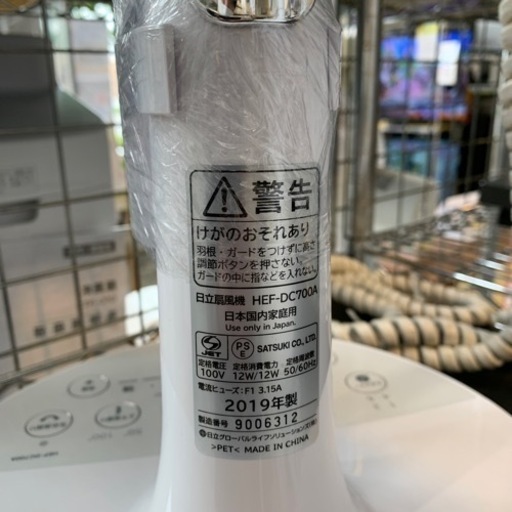 警告
けがのおそれあり
羽根・ガードをつけずに高さ
調節ボタンを押さない。
ガードの中に指などを入れない。
日立扇風機 HEF-DC700A
日本国内家庭用
Use only in Japan.
JET PS E SATSUKI CO., LTD.
定格電圧 定格消費電力 定格周波数
100V 12W/12W 50/60Hz
電流ヒューズ:F1 3.15A
2019年製
製造番号 9006312
日立グローバルライフソリューションズ(株)
>PET< MADE IN CHINA